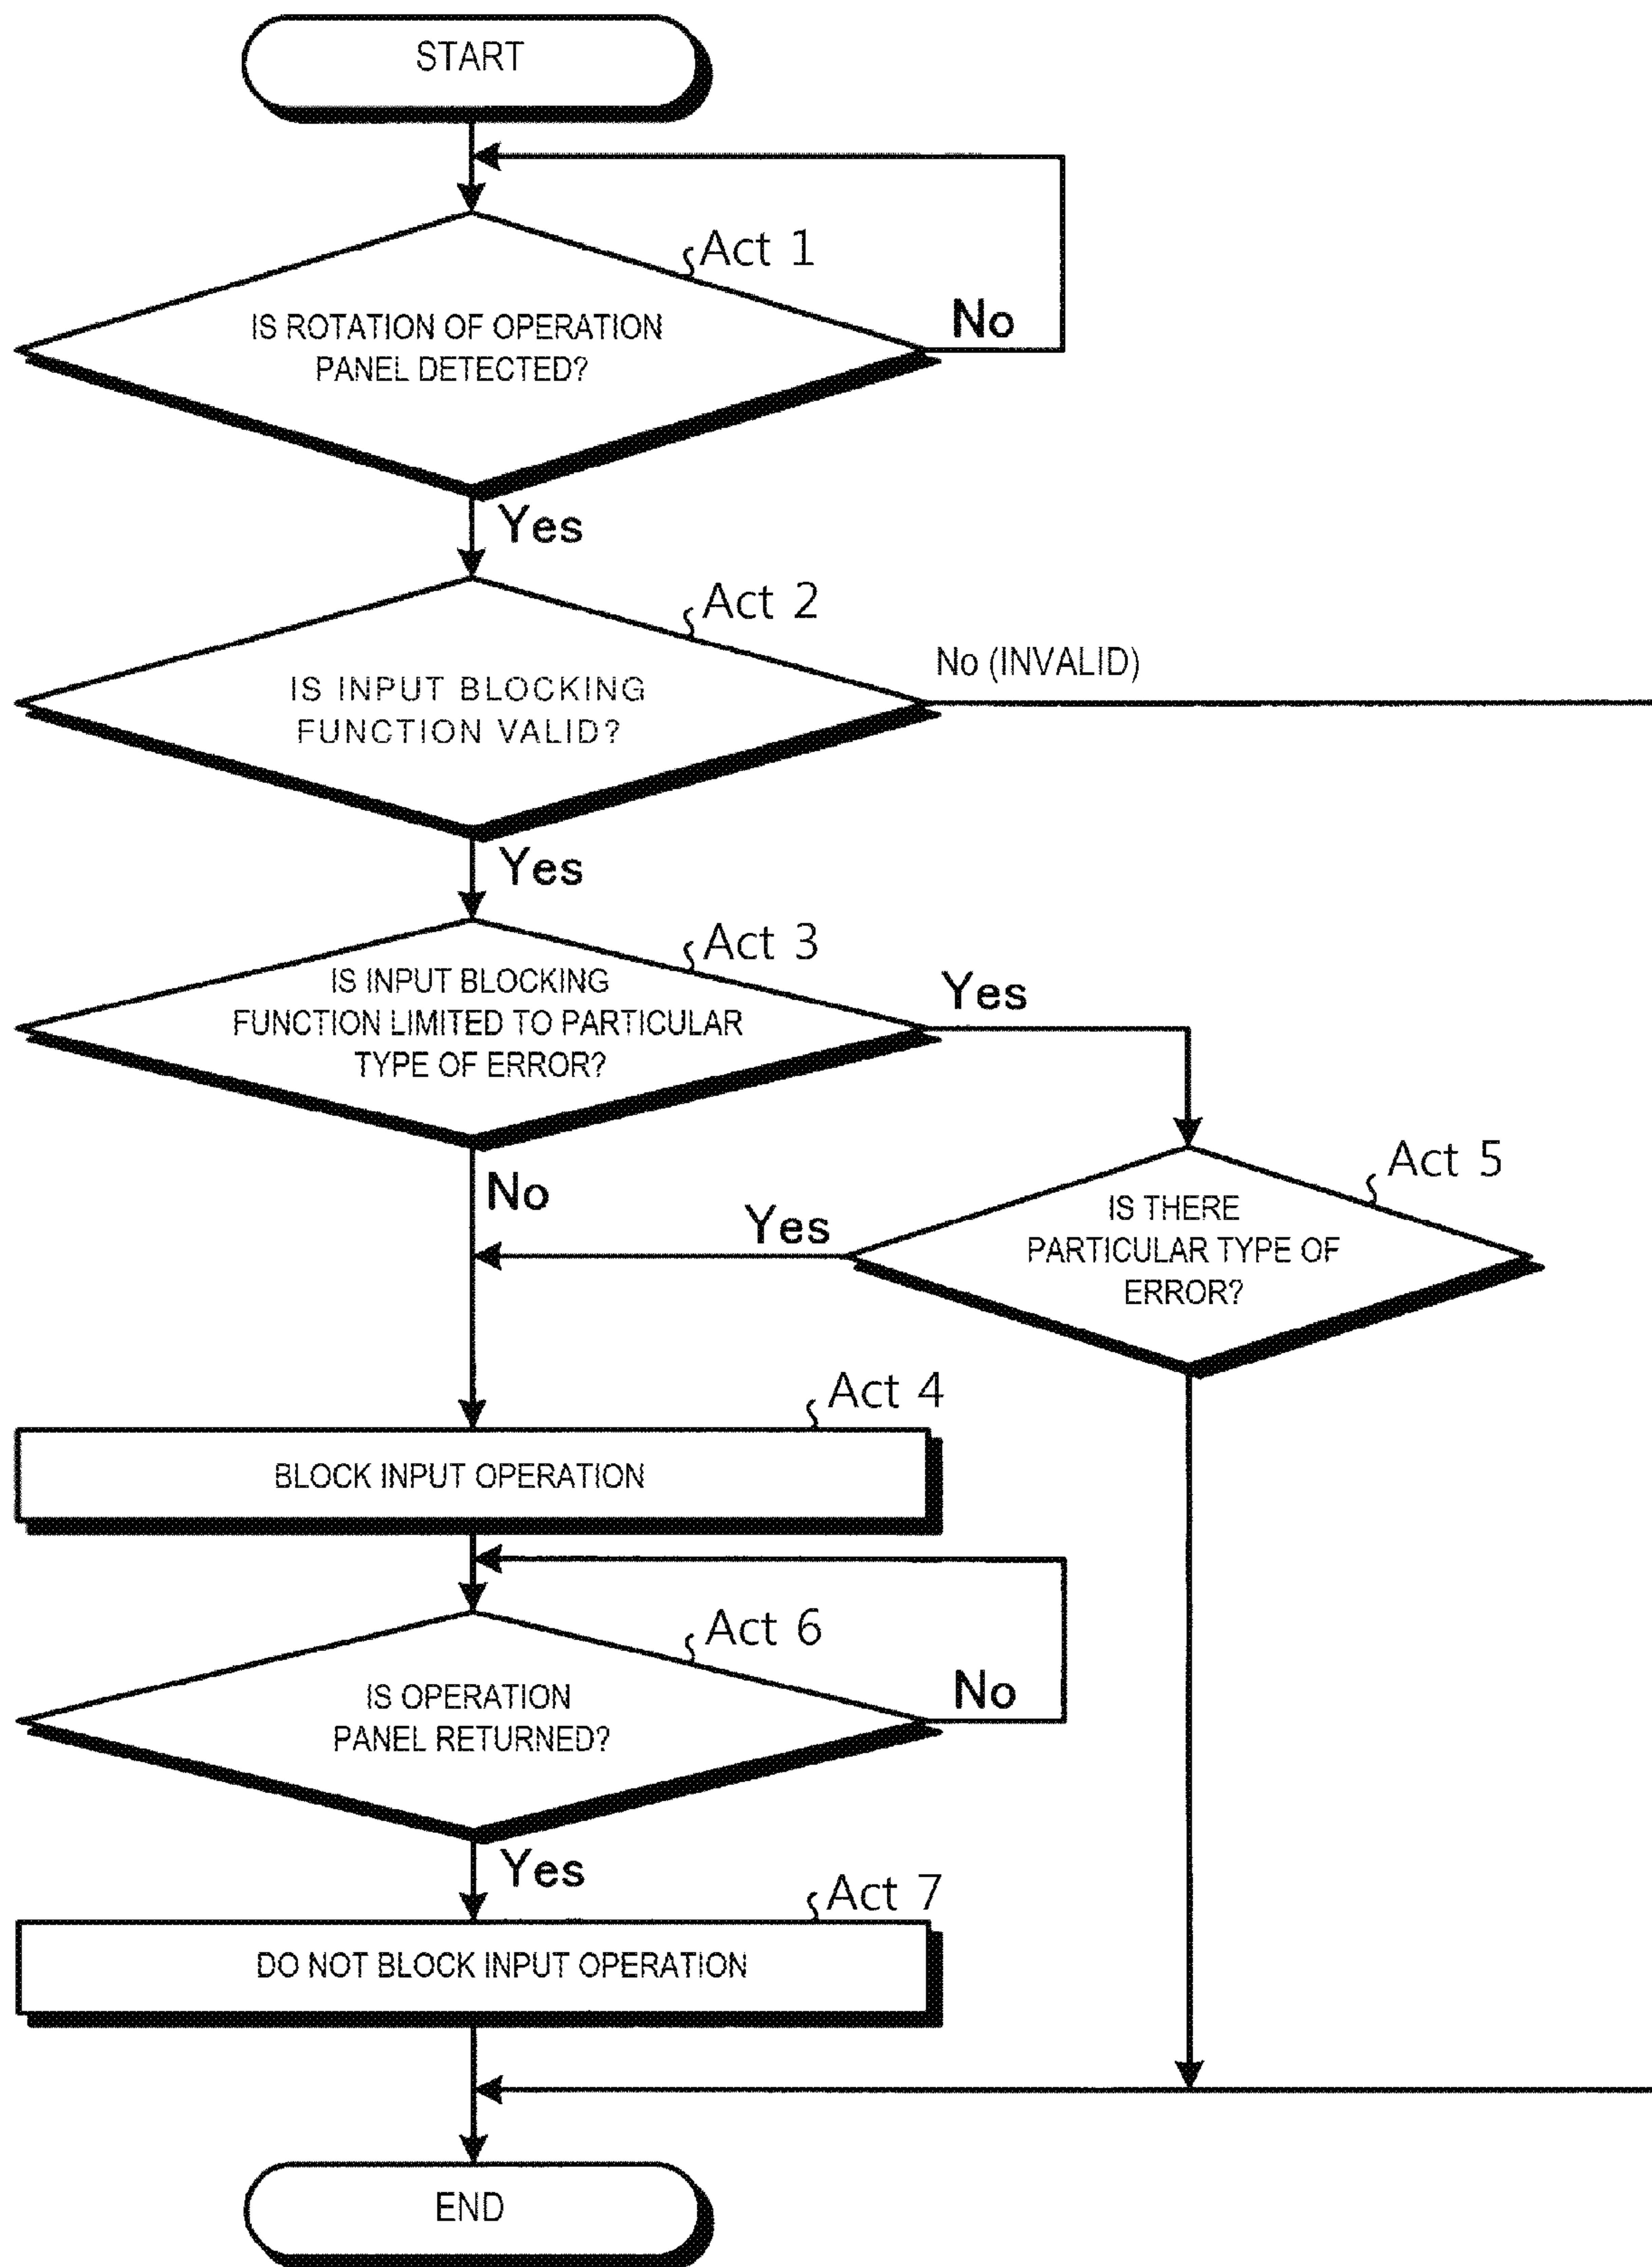 START
Act 1
IS ROTATION OF OPERATION
PANEL DETECTED?
No
Yes
Act 2
No (INVALID)
IS INPUT BLOCKING
FUNCTION VALID?
Yes
Act 3
IS INPUT BLOCKING
FUNCTION LIMITED TO PARTICULAR
TYPE OF ERROR?
Yes
Act 5
No
Yes
IS THERE
PARTICULAR TYPE OF
ERROR?
Act 4
BLOCK INPUT OPERATION
Act 6
IS OPERATION
PANEL RETURNED?
No
Yes
Act 7
DO NOT BLOCK INPUT OPERATION
END